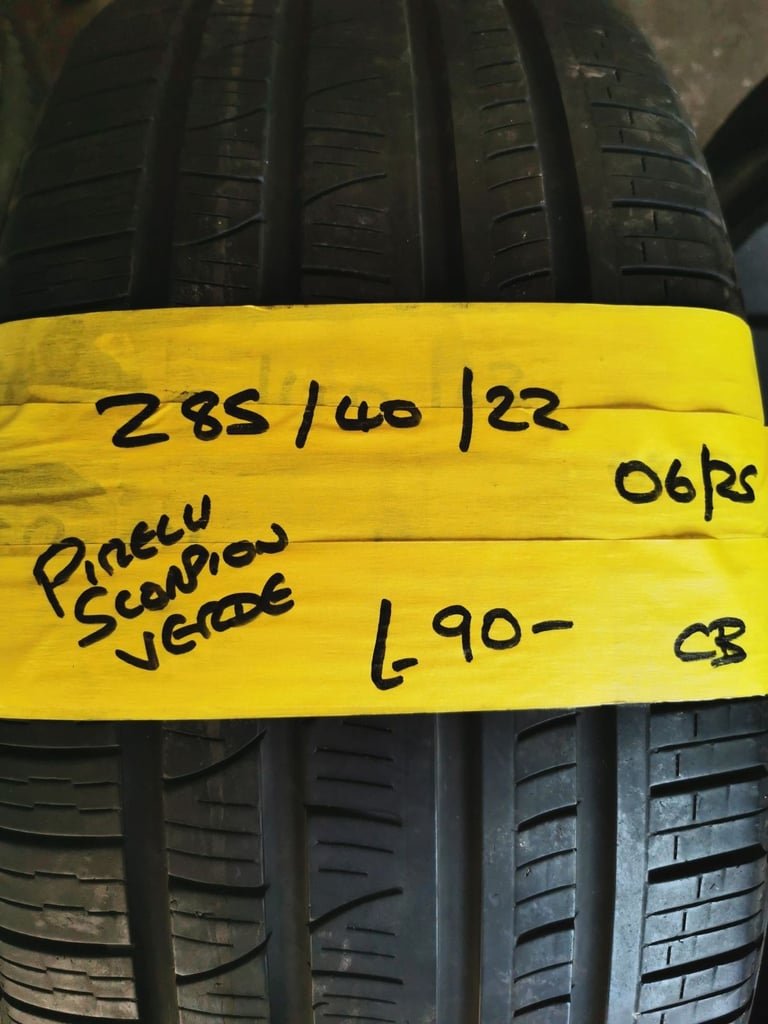 285/40/22
06/25
PIRELLI
SCORPION
VERDE
£90-
CB